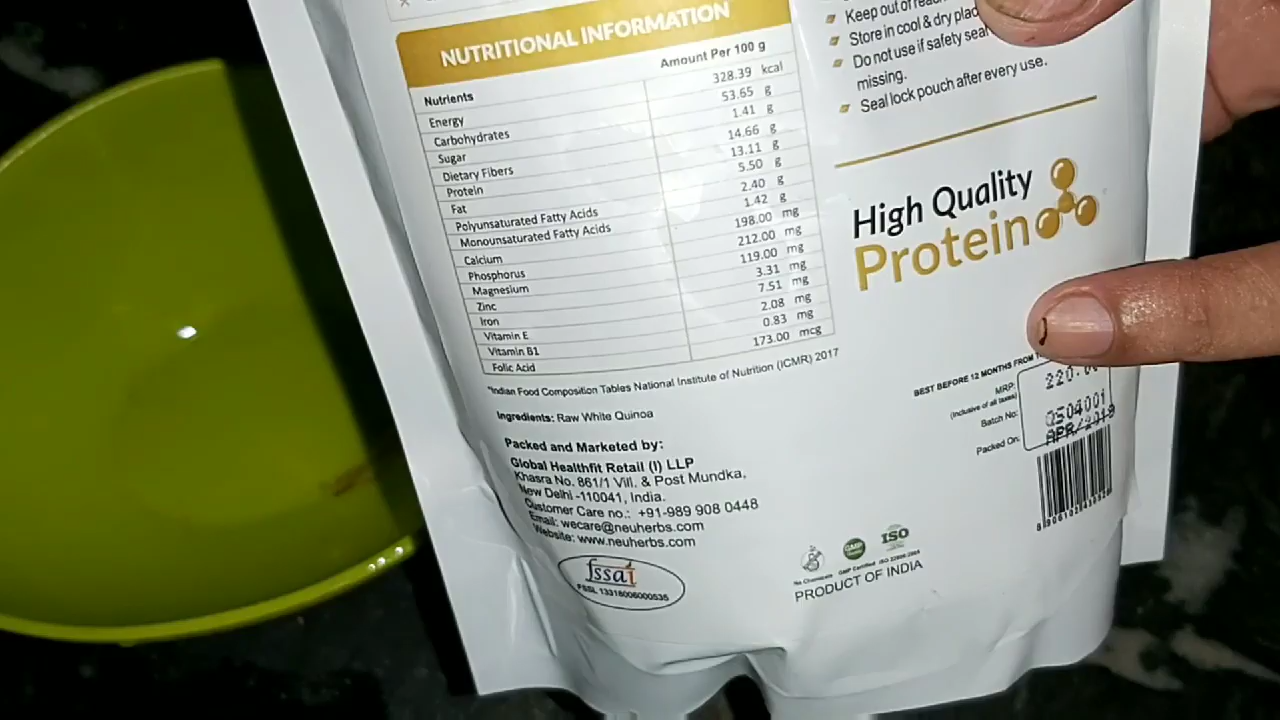 NUTRITIONAL INFORMATION
Nutrients Amount Per 100 g
Energy 328.39 kcal
Carbohydrates 53.65 g
Sugar 1.41 g
Dietary Fibers 14.66 g
Protein 13.11 g
Fat 5.50 g
Polyunsaturated Fatty Acids 2.40 g
Monounsaturated Fatty Acids 1.42 g
Calcium 198.00 mg
Phosphorus 212.00 mg
Magnesium 119.00 mg
Zinc 3.31 mg
Iron 7.51 mg
Vitamin E 2.08 mg
Vitamin B1 0.83 mg
Folic Acid 173.00 mcg
*Indian Food Composition Tables National Institute of Nutrition (ICMR) 2017
Ingredients: Raw White Quinoa
Packed and Marketed by:
Global Healthfit Retail (I) LLP
Khasra No. 861/1 Vill. & Post Mundka,
New Delhi -110041, India.
Customer Care no.: +91-989 908 0448
Email: wecare@neuherbs.com
Website: www.neuherbs.com
fssai
FSSL 13318006000535
Keep out of
Store in cool & dry
Do not use if safety seal
missing.
Seal lock pouch after every use.
High Quality
Protein
BEST BEFORE 12 MONTHS FROM
MRP:
(Inclusive of all taxes)
Batch No: QS04001
Packed On: APR/2019
GMP ISO
No Chemicals GMP Certified
PRODUCT OF INDIA